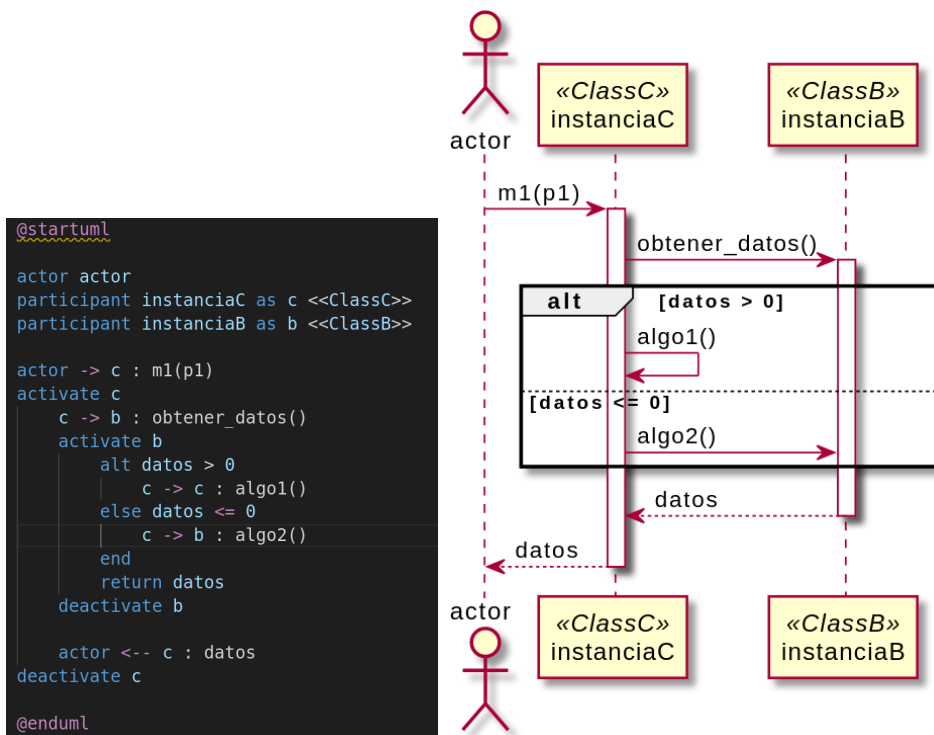 @startuml
actor actor
participant instanciaC as c <<ClassC>>
participant instanciaB as b <<ClassB>>
actor -> c : m1(p1)
activate c
c -> b : obtener_datos()
activate b
alt datos > 0
c -> c : algo1()
else datos <= 0
c -> b : algo2()
end
return datos
deactivate b
actor <-- c : datos
deactivate c
@enduml
«ClassC»
instanciaC
«ClassB»
instanciaB
actor
m1(p1)
obtener_datos()
alt [datos > 0]
algo1()
[datos <= 0]
algo2()
datos
datos
actor
«ClassC»
instanciaC
«ClassB»
instanciaB